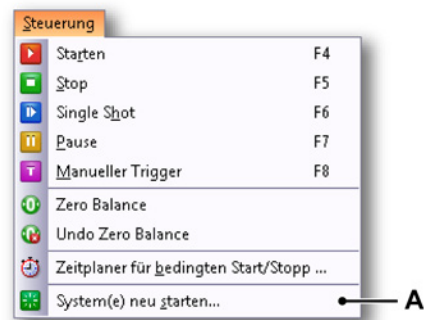 Steuerung
Starten F4
Stop F5
Single Shot F6
Pause F7
Manueller Trigger F8
Zero Balance
Undo Zero Balance
Zeitplaner für bedingten Start/Stopp ...
System(e) neu starten... A